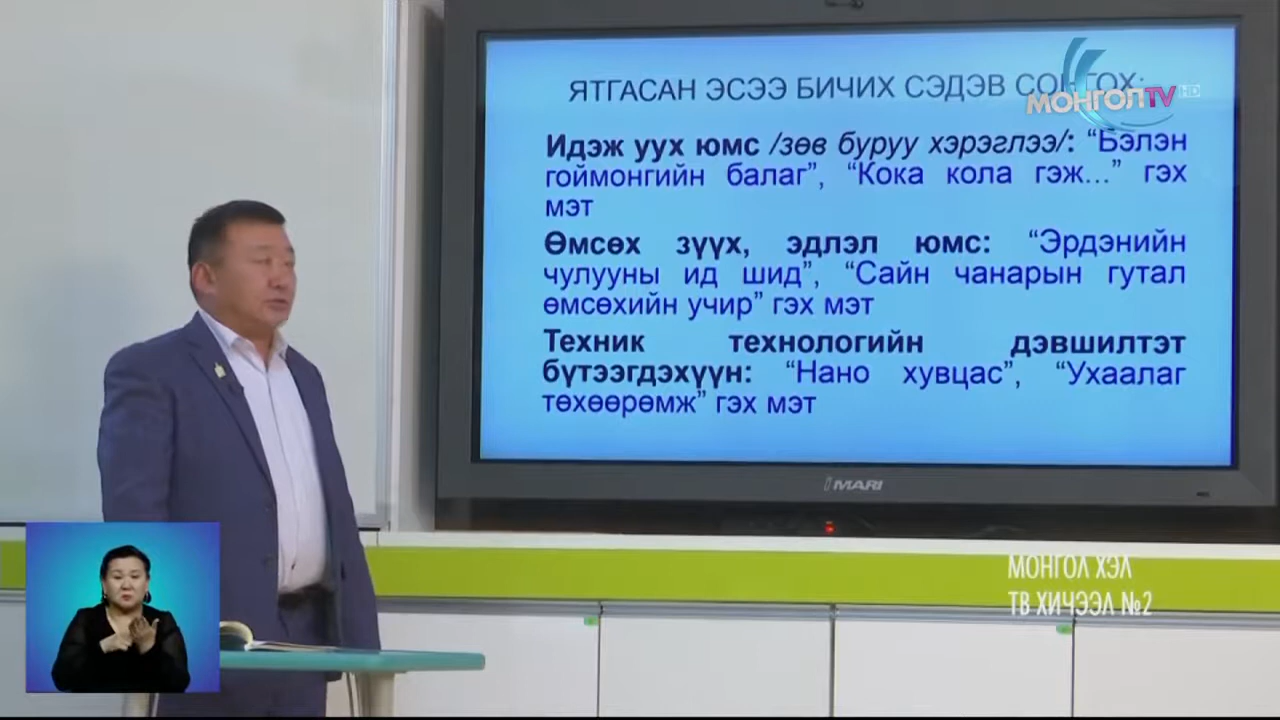 ЯТГАСАН ЭСЭЭ БИЧИХ СЭДЭВ
МОНГОЛ TV HD
Идэж уух юмс /зөв буруу хэрэглээ/: “Бэлэн
гоймонгийн балаг”, “Кока кола гэж...” гэх
мэт
Өмсөх зүүх, эдлэл юмс: “Эрдэнийн
чулууны ид шид”, “Сайн чанарын гутал
өмсөхийн учир” гэх мэт
Техник технологийн дэвшилтэт
бүтээгдэхүүн: “Нано хувцас”, “Ухаалаг
төхөөрөмж” гэх мэт
MARI
МОНГОЛ ХЭЛ
ТВ ХИЧЭЭЛ №2